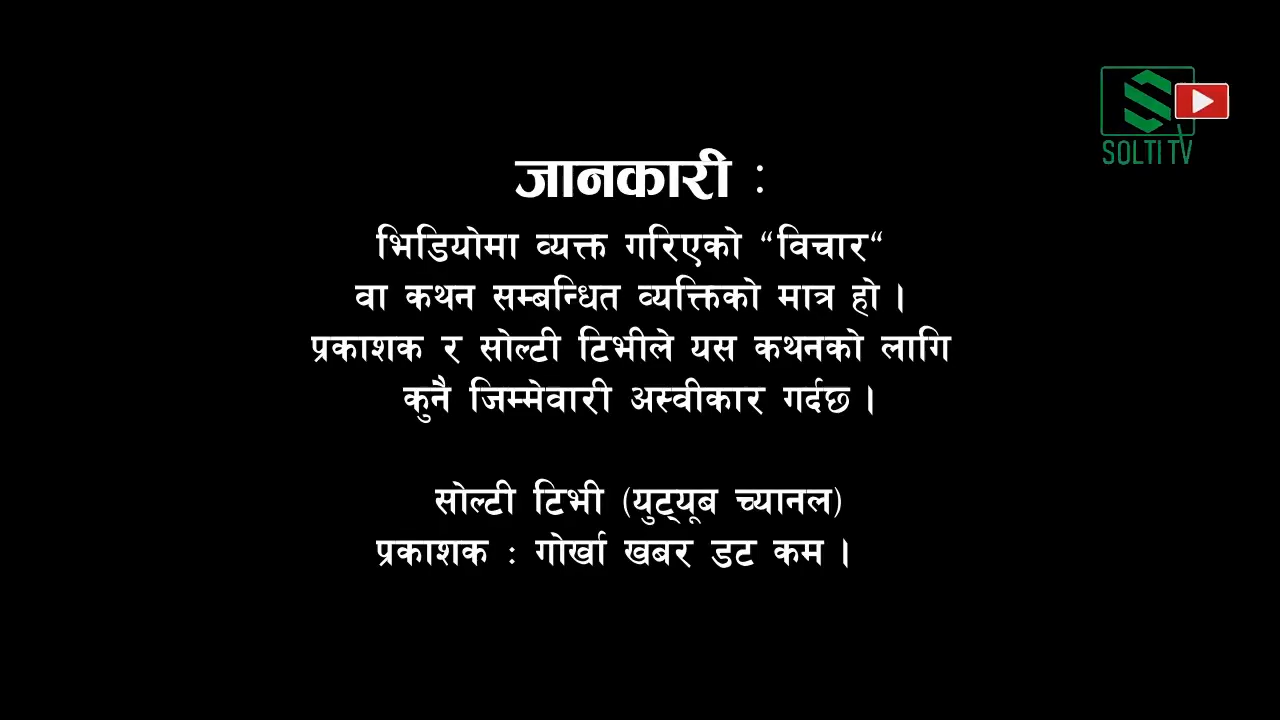 SOLTI TV
जानकारी :
भिडियोमा व्यक्त गरिएको “विचार“
वा कथन सम्बन्धित व्यक्तिको मात्र हो ।
प्रकाशक र सोल्टी टिभीले यस कथनको लागि
कुनै जिम्मेवारी अस्वीकार गर्दछ ।
सोल्टी टिभी (युट्यूब च्यानल)
प्रकाशक : गोर्खा खबर डट कम ।